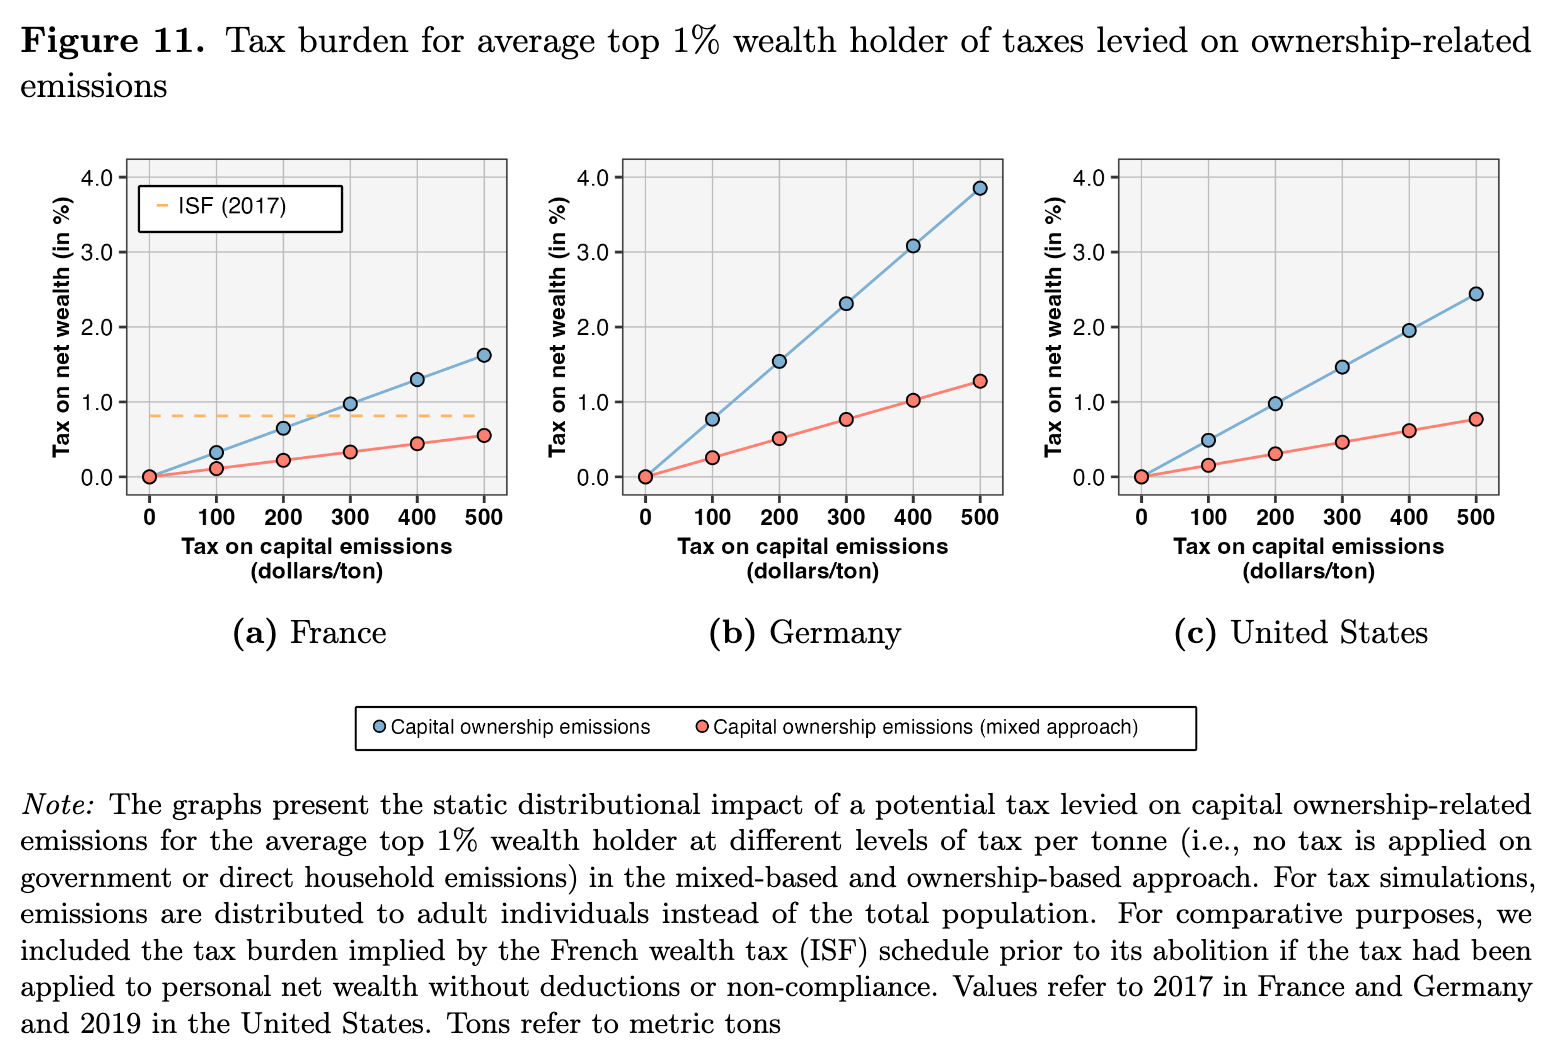 Figure 11. Tax burden for average top 1% wealth holder of taxes levied on ownership-related
emissions
4.0
3.0
2.0
1.0
0.0
Tax on net wealth (in %)
ISF (2017)
0 100 200 300 400 500
Tax on capital emissions
(dollars/ton)
(a) France
4.0
3.0
2.0
1.0
0.0
Tax on net wealth (in %)
0 100 200 300 400 500
Tax on capital emissions
(dollars/ton)
(b) Germany
4.0
3.0
2.0
1.0
0.0
Tax on net wealth (in %)
0 100 200 300 400 500
Tax on capital emissions
(dollars/ton)
(c) United States
Capital ownership emissions Capital ownership emissions (mixed approach)
Note: The graphs present the static distributional impact of a potential tax levied on capital ownership-related
emissions for the average top 1% wealth holder at different levels of tax per tonne (i.e., no tax is applied on
government or direct household emissions) in the mixed-based and ownership-based approach. For tax simulations,
emissions are distributed to adult individuals instead of the total population. For comparative purposes, we
included the tax burden implied by the French wealth tax (ISF) schedule prior to its abolition if the tax had been
applied to personal net wealth without deductions or non-compliance. Values refer to 2017 in France and Germany
and 2019 in the United States. Tons refer to metric tons